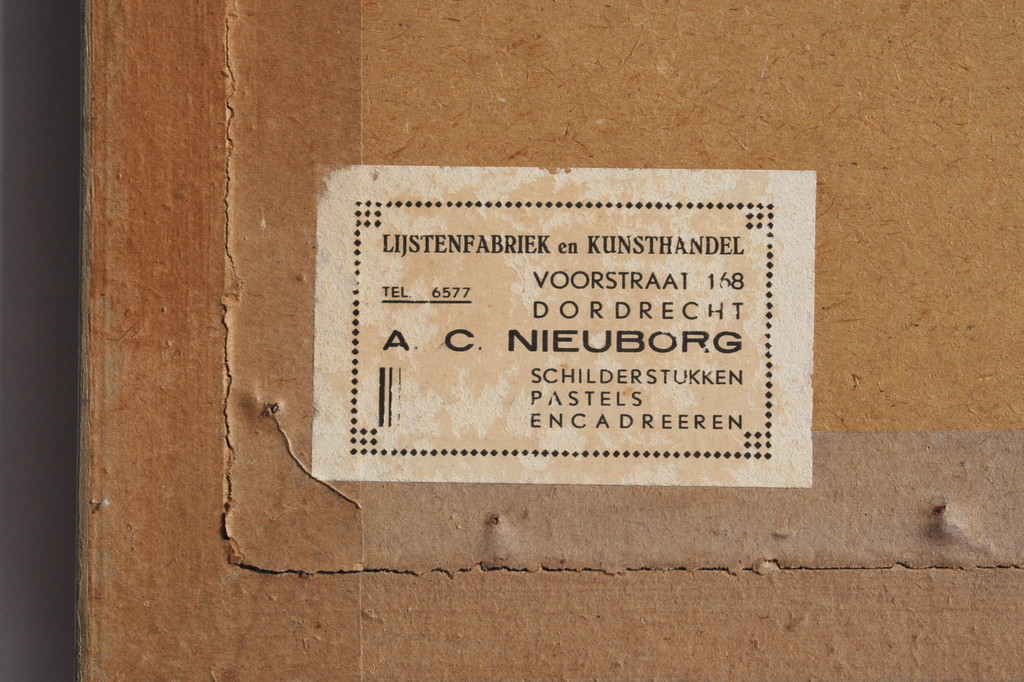 LIJSTENFABRIEK en KUNSTHANDEL
VOORSTRAAT 168
TEL. 6577
DORDRECHT
A. C. NIEUBORG
SCHILDERSTUKKEN
PASTELS
ENCADREEREN